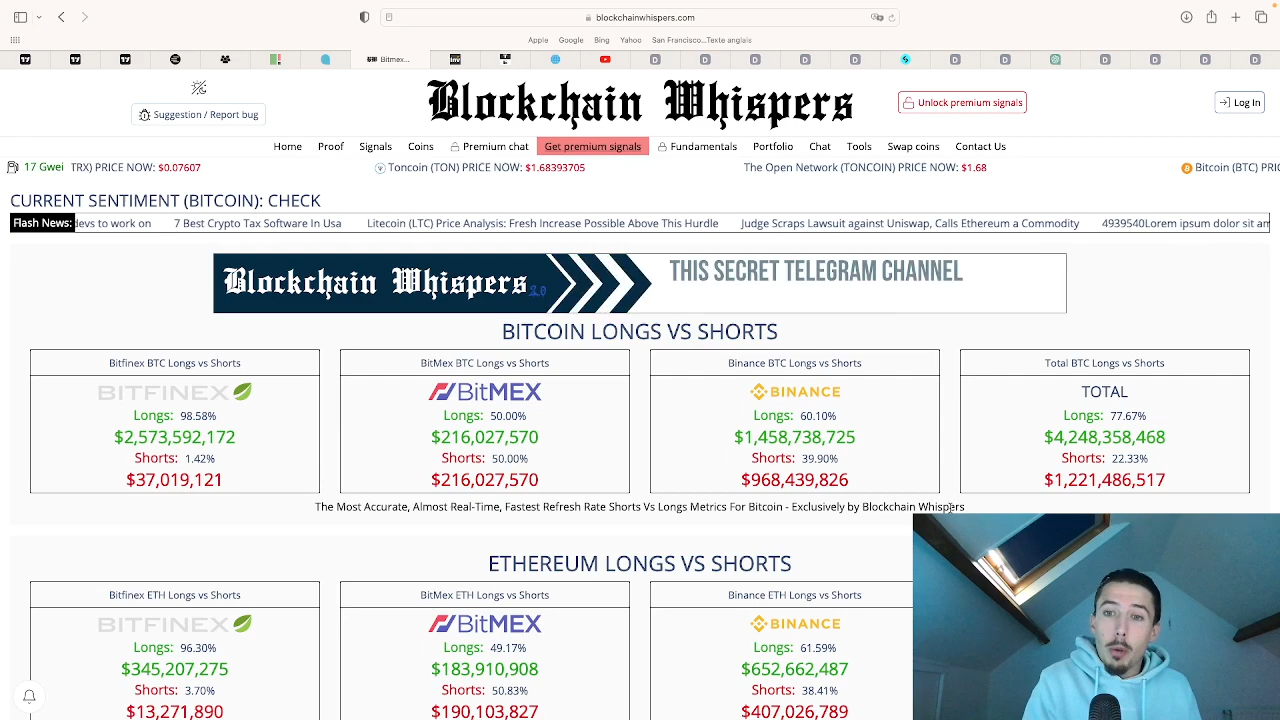 blockchainwhispers.com
Apple Google Bing Yahoo San Francisco...Texte anglais
Bitmex...
Suggestion / Report bug
Blockchain Whispers
Unlock premium signals
Log In
Home Proof Signals Coins Premium chat Get premium signals Fundamentals Portfolio Chat Tools Swap coins Contact Us
17 Gwei TRX) PRICE NOW: $0.07607 Toncoin (TON) PRICE NOW: $1.68393705 The Open Network (TONCOIN) PRICE NOW: $1.68 Bitcoin (BTC) PRI
CURRENT SENTIMENT (BITCOIN): CHECK
Flash News: devs to work on 7 Best Crypto Tax Software In Usa Litecoin (LTC) Price Analysis: Fresh Increase Possible Above This Hurdle Judge Scraps Lawsuit against Uniswap, Calls Ethereum a Commodity 4939540Lorem ipsum dolor sit am
Blockchain Whispers THIS SECRET TELEGRAM CHANNEL
BITCOIN LONGS VS SHORTS
Bitfinex BTC Longs vs Shorts BitMex BTC Longs vs Shorts Binance BTC Longs vs Shorts Total BTC Longs vs Shorts
BITFINEX BitMEX BINANCE TOTAL
Longs: 98.58% Longs: 50.00% Longs: 60.10% Longs: 77.67%
$2,573,592,172 $216,027,570 $1,458,738,725 $4,248,358,468
Shorts: 1.42% Shorts: 50.00% Shorts: 39.90% Shorts: 22.33%
$37,019,121 $216,027,570 $968,439,826 $1,221,486,517
The Most Accurate, Almost Real-Time, Fastest Refresh Rate Shorts Vs Longs Metrics For Bitcoin - Exclusively by Blockchain Whispers
ETHEREUM LONGS VS SHORTS
Bitfinex ETH Longs vs Shorts BitMex ETH Longs vs Shorts Binance ETH Longs vs Shorts
BITFINEX BitMEX BINANCE
Longs: 96.30% Longs: 49.17% Longs: 61.59%
$345,207,275 $183,910,908 $652,662,487
Shorts: 3.70% Shorts: 50.83% Shorts: 38.41%
$13,271,890 $190,103,827 $407,026,789